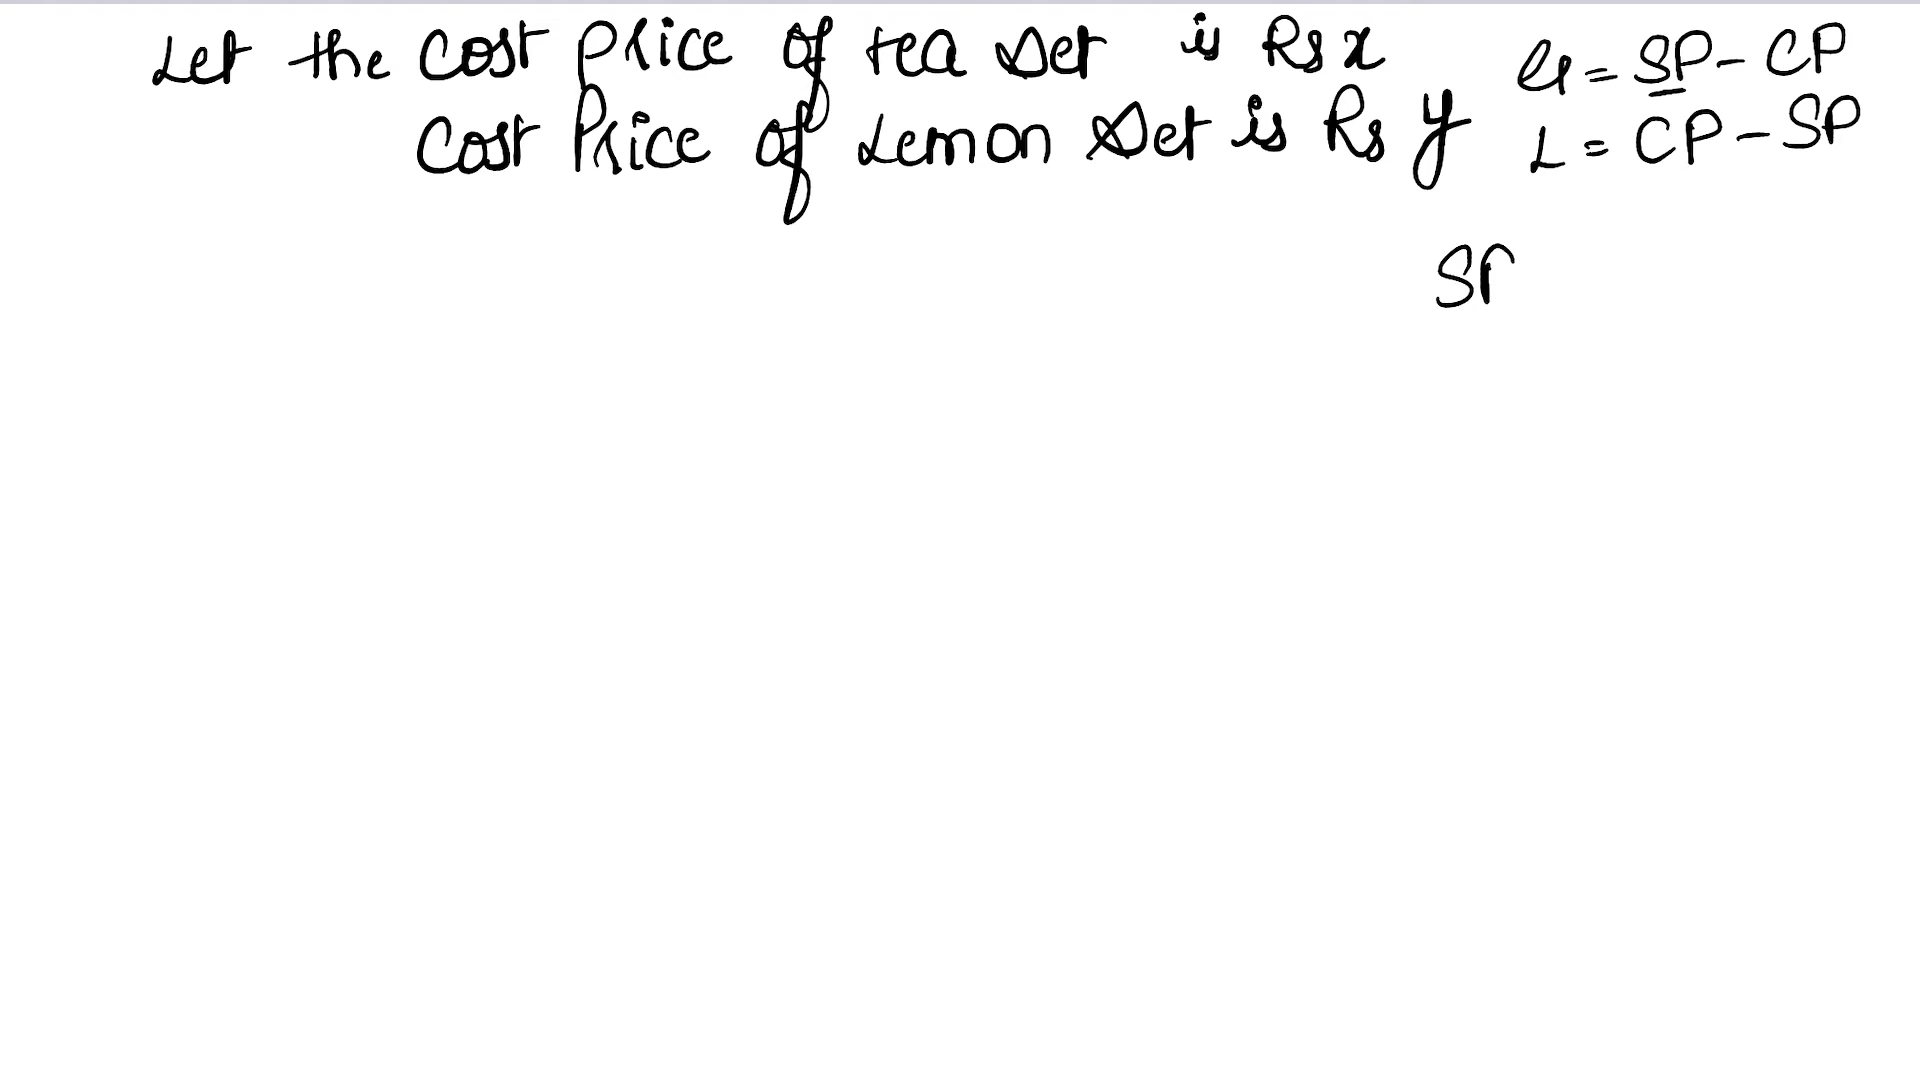 Let the Cost Price of tea set is Rs x
Cost Price of Lemon set is Rs y
G = SP - CP
L = CP - SP
SP